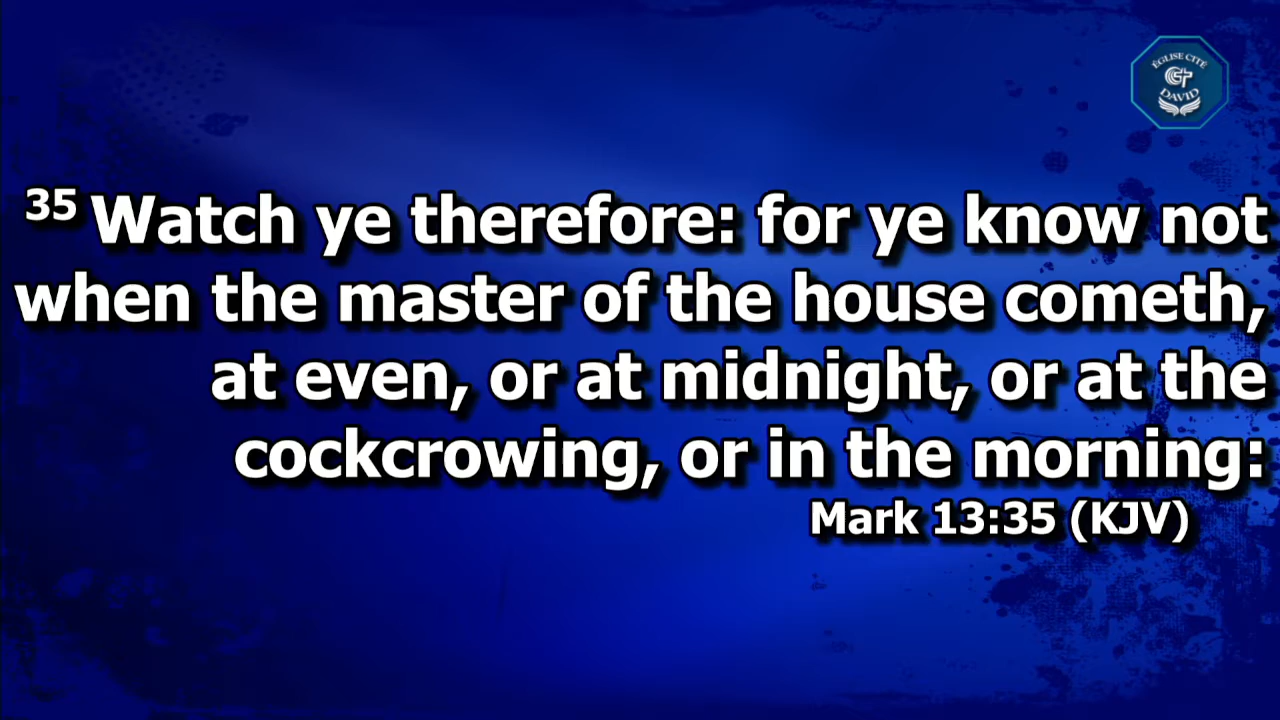 ÉGLISE CITÉ
DAVID
35 Watch ye therefore: for ye know not
when the master of the house cometh,
at even, or at midnight, or at the
cockcrowing, or in the morning:
Mark 13:35 (KJV)